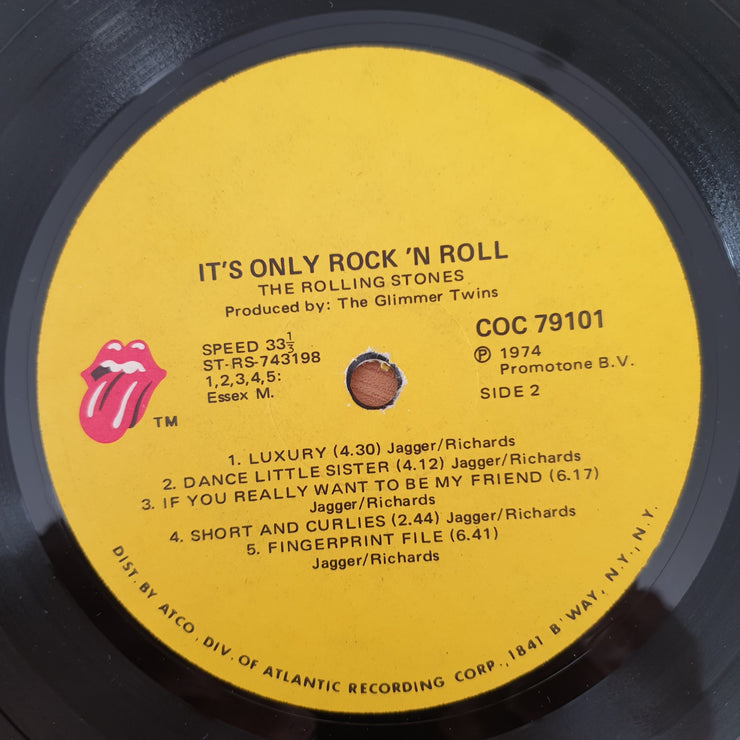 IT'S ONLY ROCK 'N ROLL
THE ROLLING STONES
Produced by: The Glimmer Twins
SPEED 33⅓
ST-RS-743198
1,2,3,4,5:
Essex M.
COC 79101
Ⓟ 1974
Promotone B.V.
SIDE 2
TM
1. LUXURY (4.30) Jagger/Richards
2. DANCE LITTLE SISTER (4.12) Jagger/Richards
3. IF YOU REALLY WANT TO BE MY FRIEND (6.17)
Jagger/Richards
4. SHORT AND CURLIES (2.44) Jagger/Richards
5. FINGERPRINT FILE (6.41)
Jagger/Richards
DIST. BY ATCO, DIV. OF ATLANTIC RECORDING CORP., 1841 B'WAY, N.Y., N.Y.